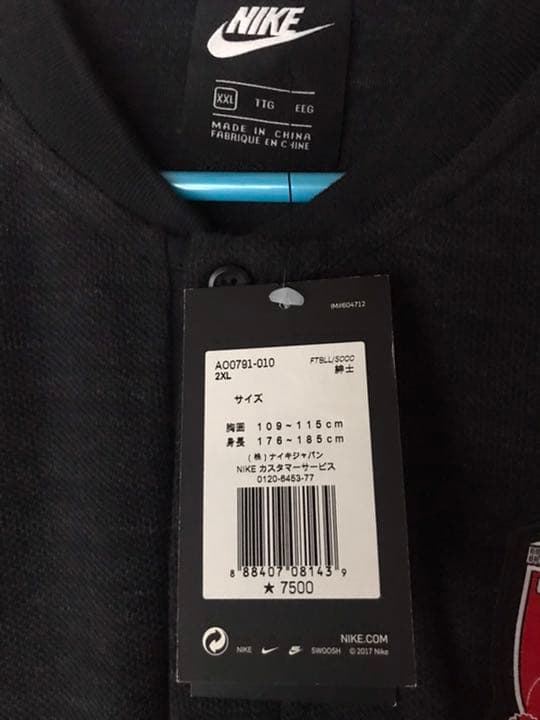 NIKE
XXL TTG EEG
MADE IN CHINA
FABRIQUE EN CHINE
IM#604712
AO0791-010 FTBLL/SOCC
2XL 紳士
サイズ
胸囲 109~115cm
身長 176~185cm
(株)ナイキジャパン
NIKE カスタマーサービス
0120-6453-77
8 88407 08143 9
★ 7500
NIKE.COM
NIKE SWOOSH © 2017 Nike